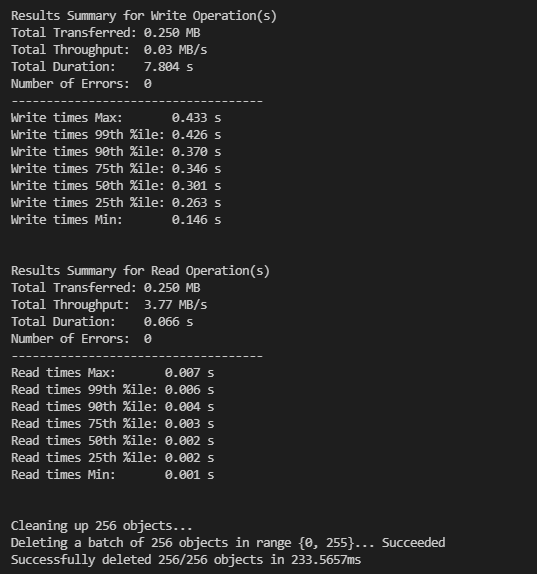 Results Summary for Write Operation(s)
Total Transferred: 0.250 MB
Total Throughput:  0.03 MB/s
Total Duration:    7.804 s
Number of Errors:  0
------------------------------------
Write times Max:       0.433 s
Write times 99th %ile: 0.426 s
Write times 90th %ile: 0.370 s
Write times 75th %ile: 0.346 s
Write times 50th %ile: 0.301 s
Write times 25th %ile: 0.263 s
Write times Min:       0.146 s
Results Summary for Read Operation(s)
Total Transferred: 0.250 MB
Total Throughput:  3.77 MB/s
Total Duration:    0.066 s
Number of Errors:  0
------------------------------------
Read times Max:       0.007 s
Read times 99th %ile: 0.006 s
Read times 90th %ile: 0.004 s
Read times 75th %ile: 0.003 s
Read times 50th %ile: 0.002 s
Read times 25th %ile: 0.002 s
Read times Min:       0.001 s
Cleaning up 256 objects...
Deleting a batch of 256 objects in range {0, 255}... Succeeded
Successfully deleted 256/256 objects in 233.5657ms